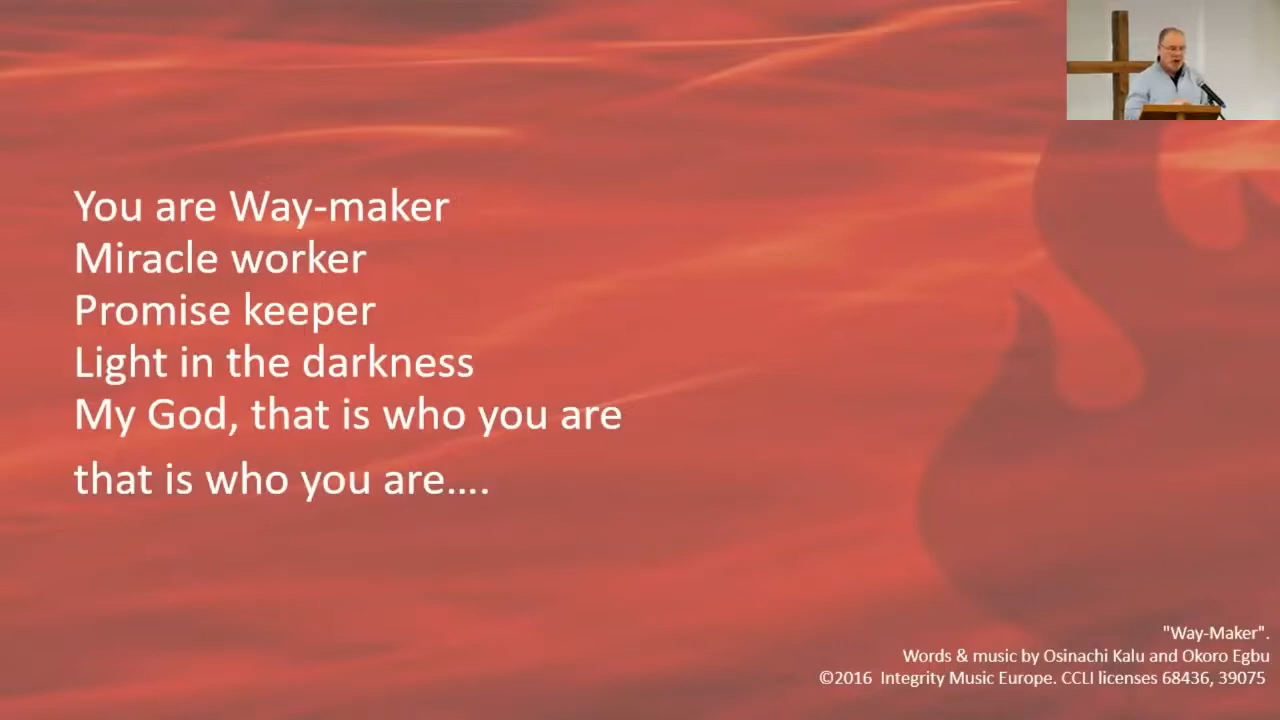 You are Way-maker
Miracle worker
Promise keeper
Light in the darkness
My God, that is who you are
that is who you are....
"Way-Maker".
Words & music by Osinachi Kalu and Okoro Egbu
©2016 Integrity Music Europe. CCLI licenses 68436, 39075